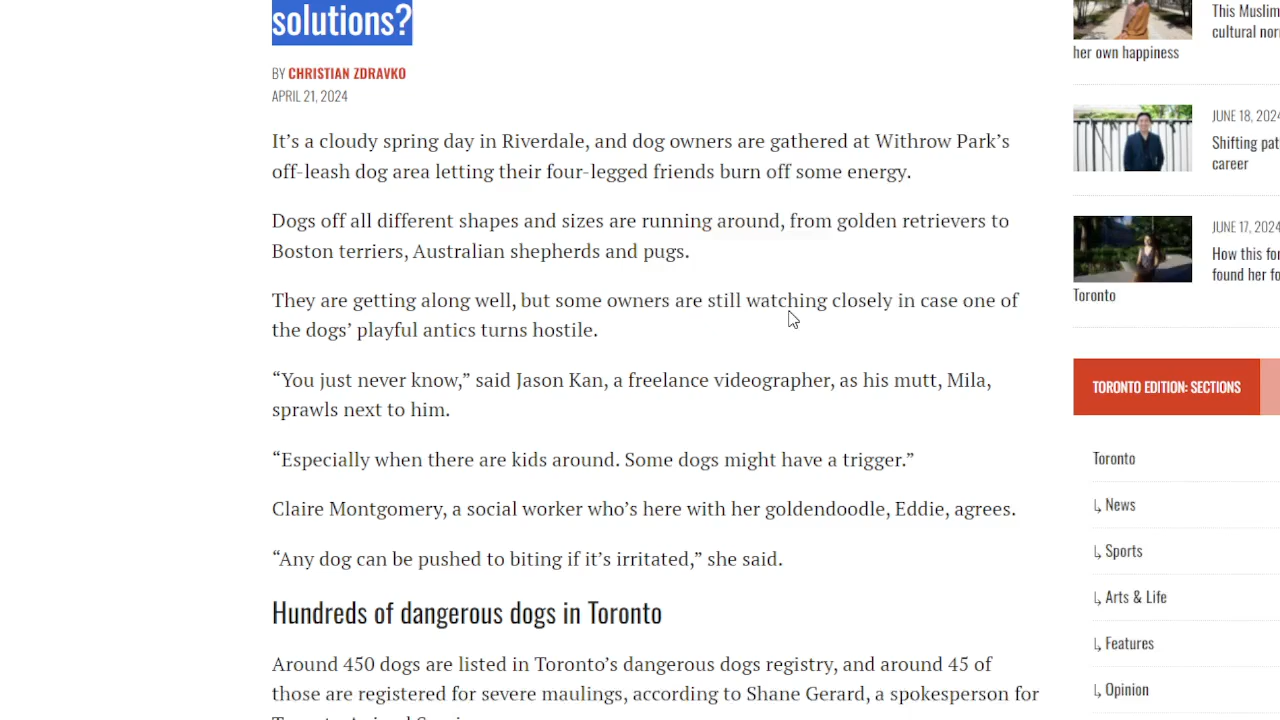 solutions?
BY CHRISTIAN ZDRAVKO
APRIL 21, 2024
It’s a cloudy spring day in Riverdale, and dog owners are gathered at Withrow Park’s
off-leash dog area letting their four-legged friends burn off some energy.
Dogs off all different shapes and sizes are running around, from golden retrievers to
Boston terriers, Australian shepherds and pugs.
They are getting along well, but some owners are still watching closely in case one of
the dogs’ playful antics turns hostile.
“You just never know,” said Jason Kan, a freelance videographer, as his mutt, Mila,
sprawls next to him.
“Especially when there are kids around. Some dogs might have a trigger.”
Claire Montgomery, a social worker who’s here with her goldendoodle, Eddie, agrees.
“Any dog can be pushed to biting if it’s irritated,” she said.
Hundreds of dangerous dogs in Toronto
Around 450 dogs are listed in Toronto’s dangerous dogs registry, and around 45 of
those are registered for severe maulings, according to Shane Gerard, a spokesperson for
This Muslim
cultural nor
her own happiness
JUNE 18, 2024
Shifting pat
career
JUNE 17, 2024
How this fo
found her fo
Toronto
TORONTO EDITION: SECTIONS
Toronto
↳ News
↳ Sports
↳ Arts & Life
↳ Features
↳ Opinion